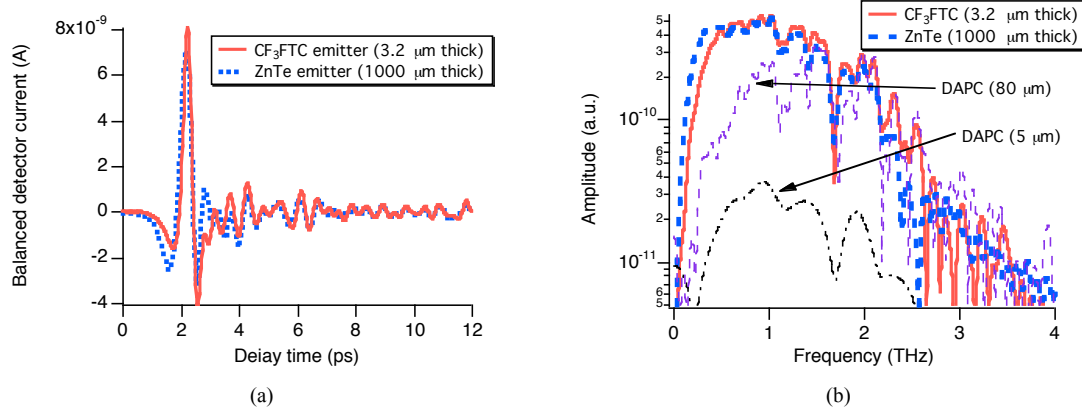 8x10⁻⁹
6
4
2
0
-2
-4
Balanced detector current (A)
CF₃FTC emitter (3.2 μm thick)
ZnTe emitter (1000 μm thick)
0 2 4 6 8 10 12
Deiay time (ps)
(a)
5
4
3
2
10⁻¹⁰
5
4
3
2
10⁻¹¹
5
Amplitude (a.u.)
CF₃FTC (3.2 μm thick)
ZnTe (1000 μm thick)
DAPC (80 μm)
DAPC (5 μm)
0 1 2 3 4
Frequency (THz)
(b)